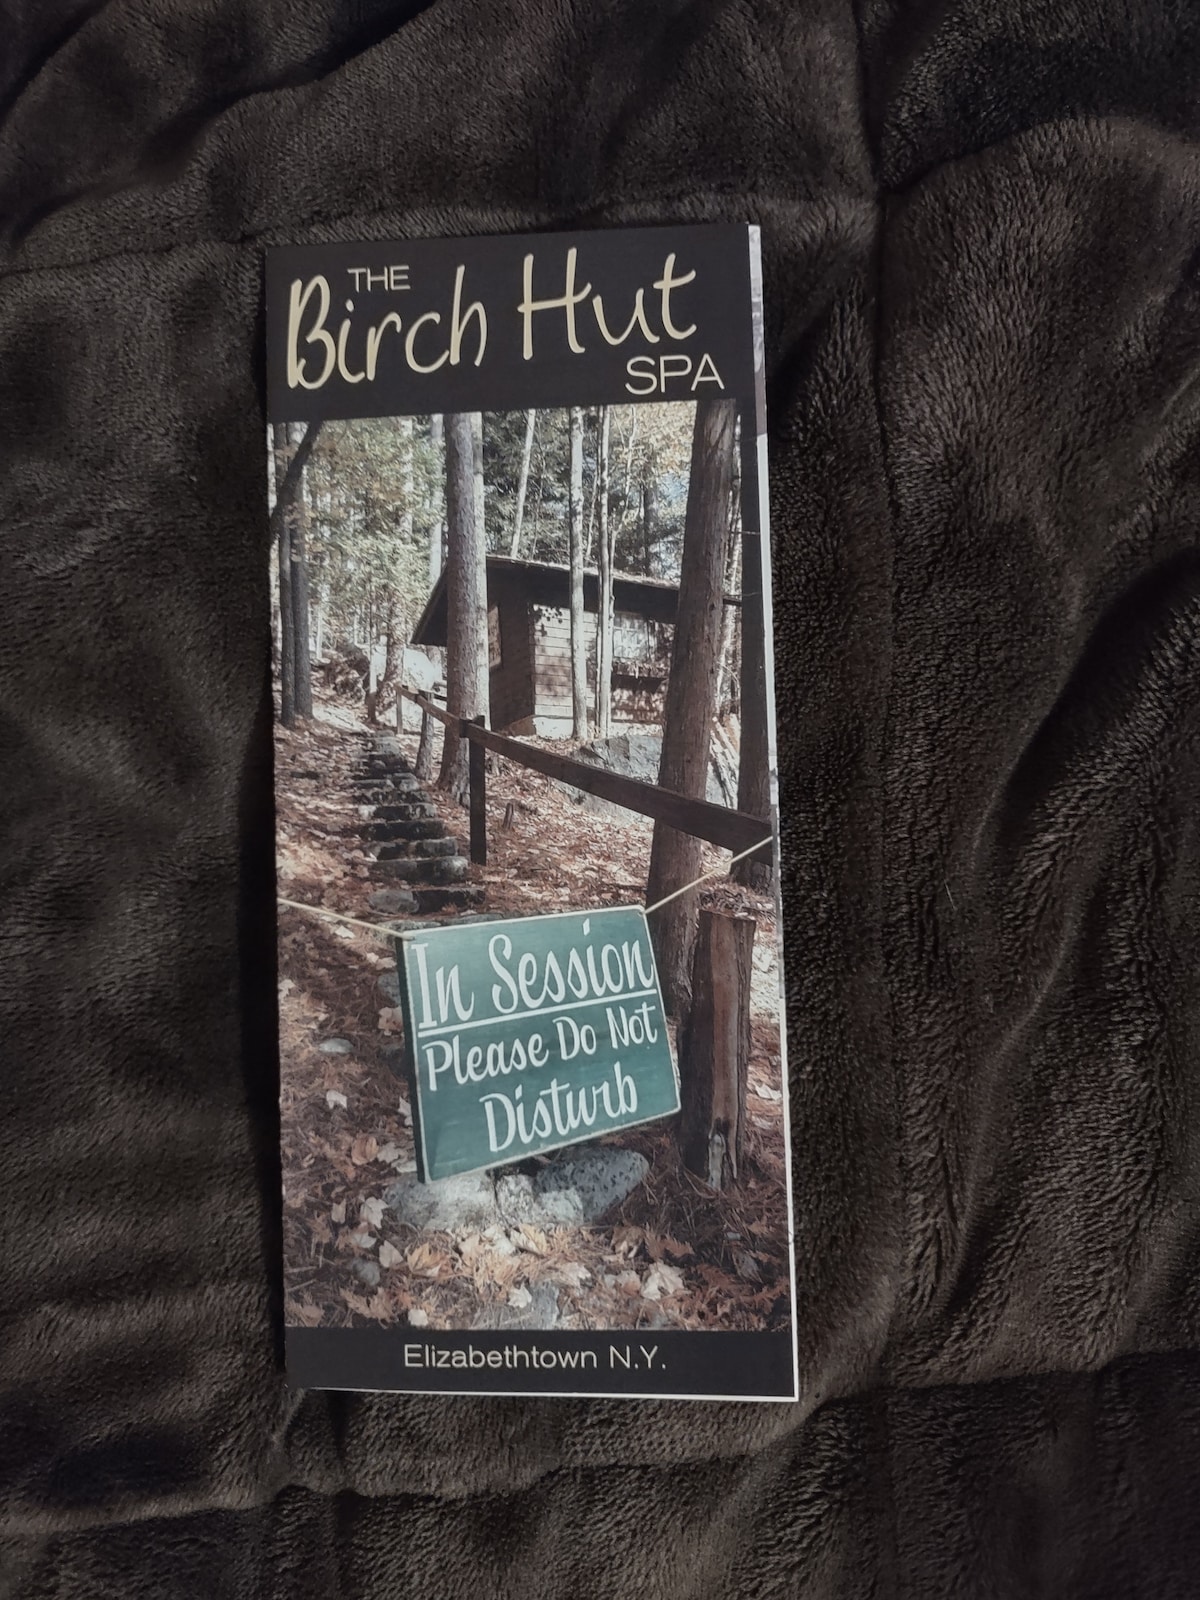 THE
Birch Hut
SPA
In Session
Please Do Not
Disturb
Elizabethtown N.Y.